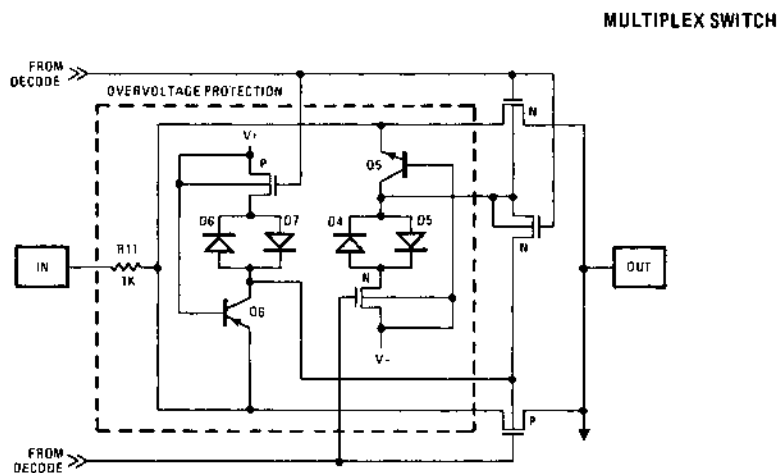 MULTIPLEX SWITCH
FROM
DECODE
OVERVOLTAGE PROTECTION
N
V+
P
Q5
D6
D7
D4
D5
N
R11
1K
IN
OUT
N
Q6
V-
P
FROM
DECODE